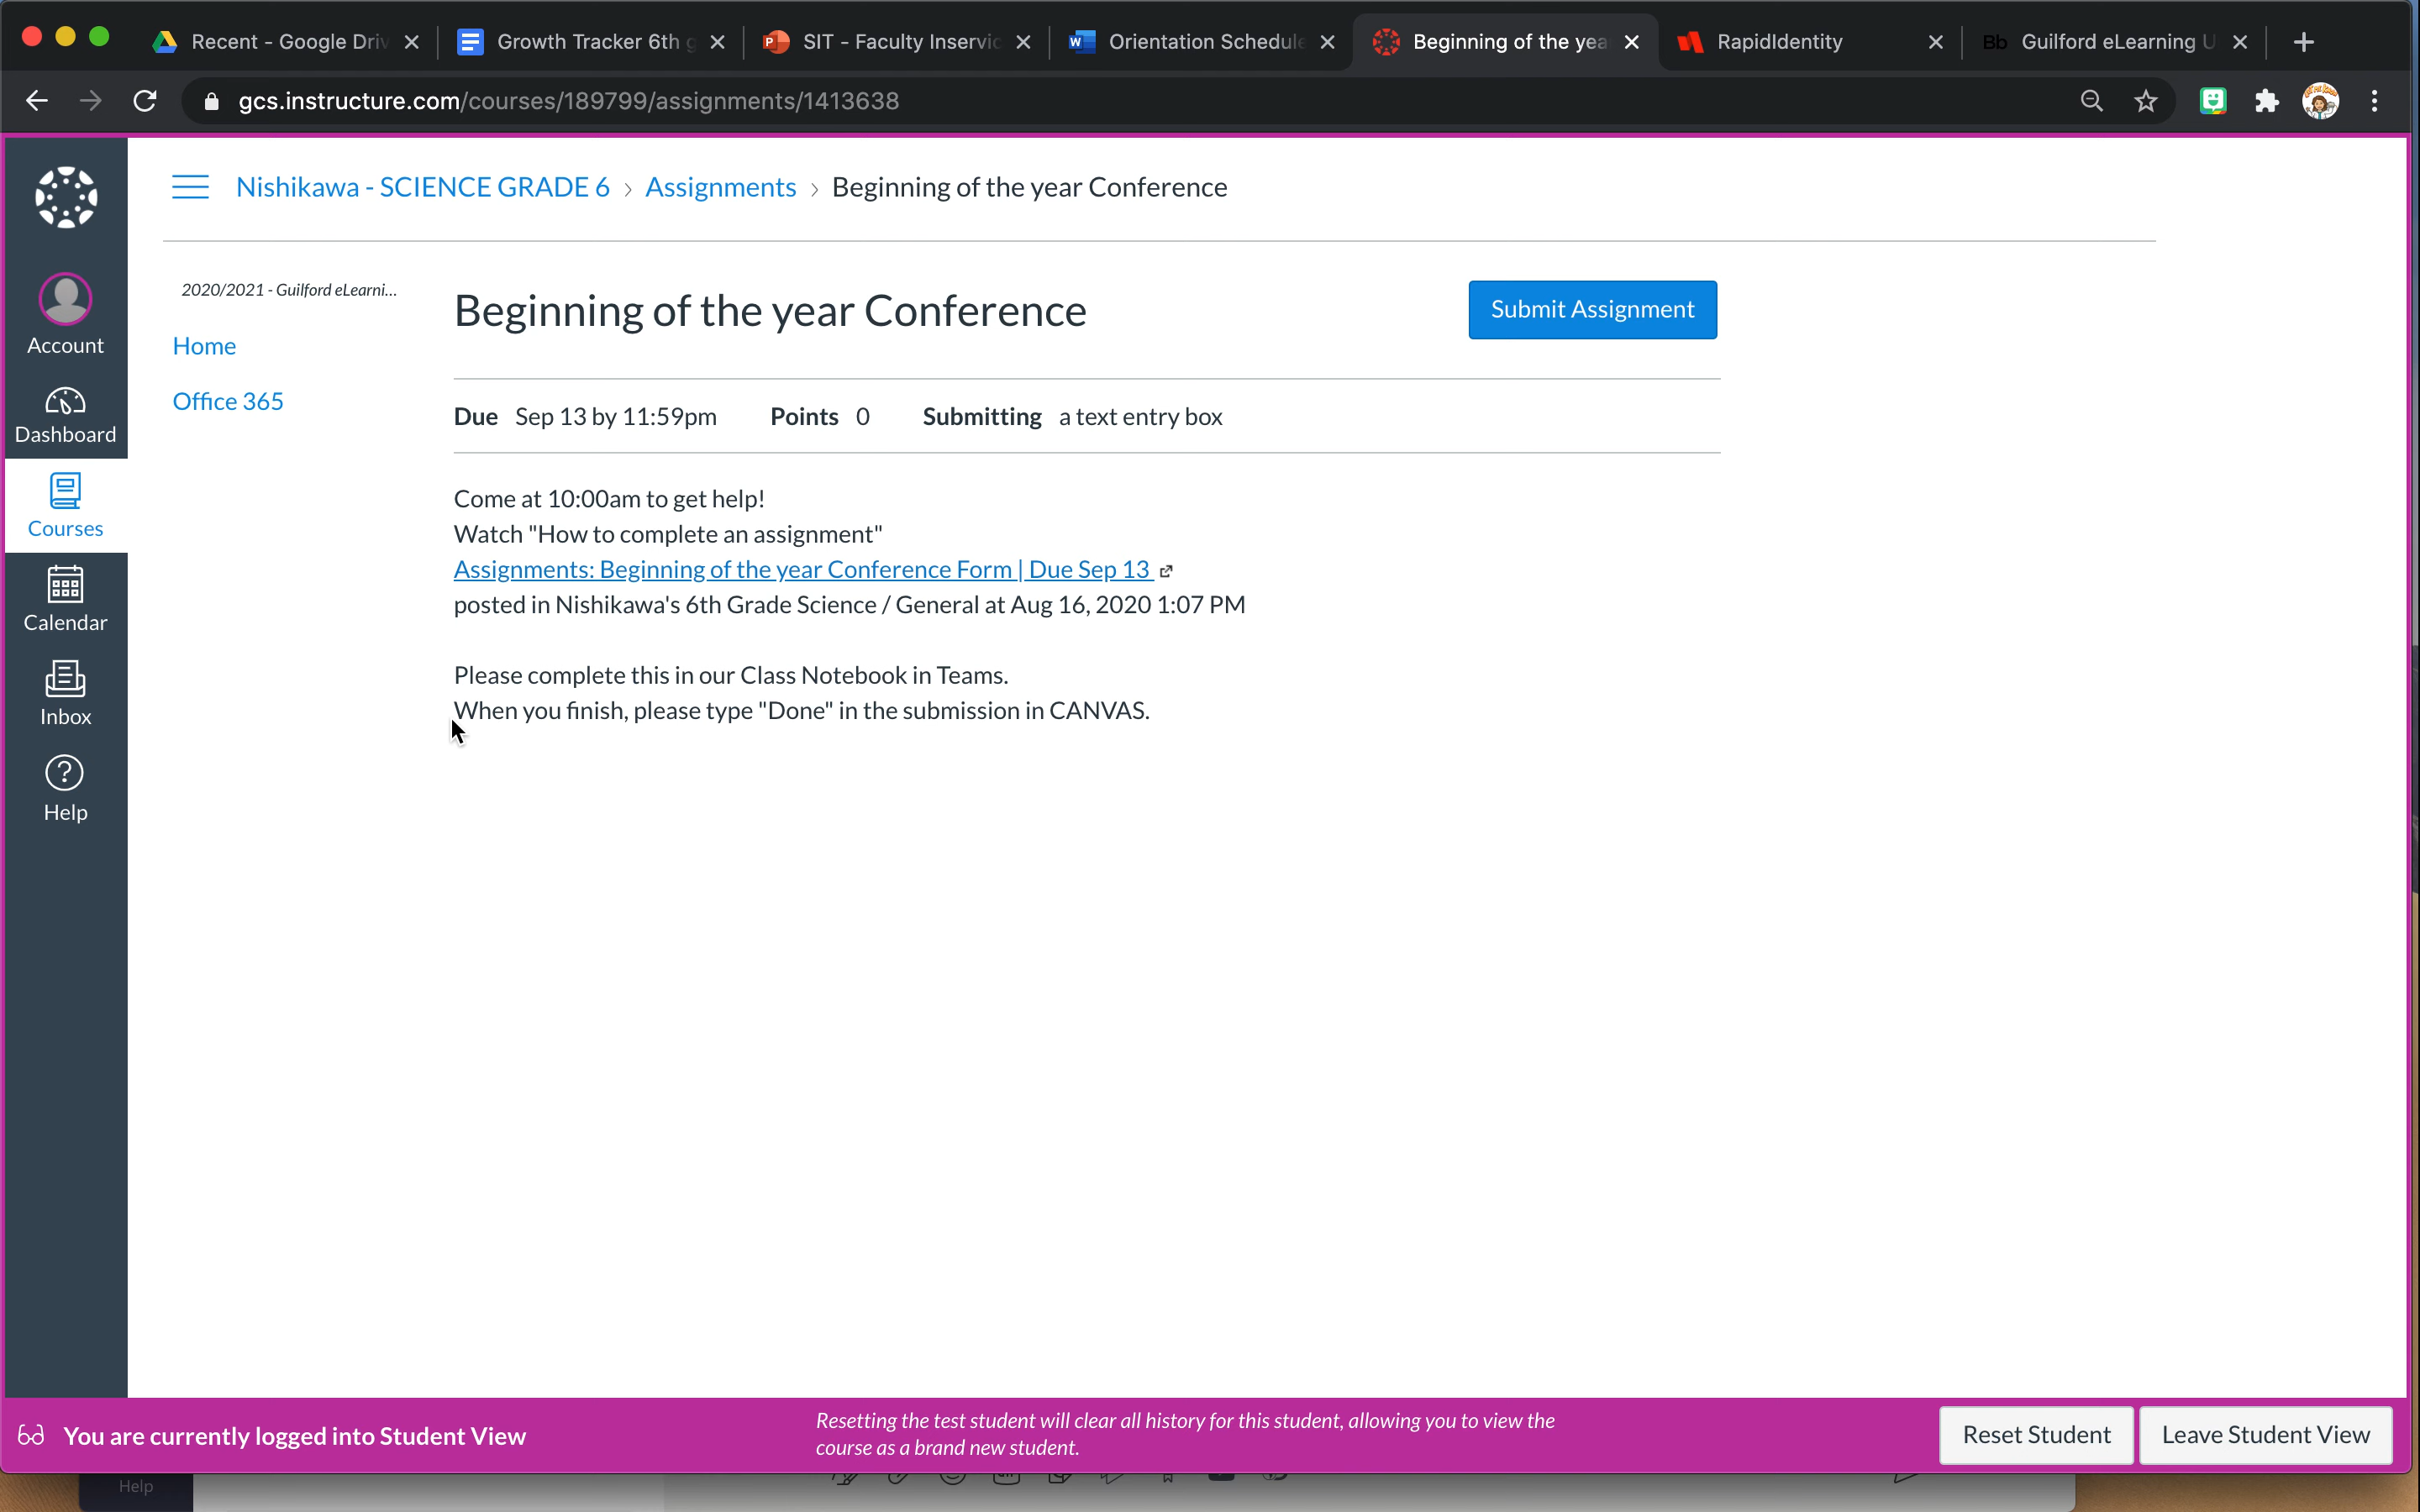 Recent - Google Driv
Growth Tracker 6th g
SIT - Faculty Inservic
Orientation Schedule
Beginning of the yea
RapidIdentity
Bb Guilford eLearning U
gcs.instructure.com/courses/189799/assignments/1413638
Nishikawa - SCIENCE GRADE 6 › Assignments › Beginning of the year Conference
Account
Dashboard
Courses
Calendar
Inbox
Help
2020/2021 - Guilford eLearni...
Home
Office 365
Beginning of the year Conference
Submit Assignment
Due Sep 13 by 11:59pm Points 0 Submitting a text entry box
Come at 10:00am to get help!
Watch "How to complete an assignment"
Assignments: Beginning of the year Conference Form | Due Sep 13
posted in Nishikawa's 6th Grade Science / General at Aug 16, 2020 1:07 PM
Please complete this in our Class Notebook in Teams.
When you finish, please type "Done" in the submission in CANVAS.
You are currently logged into Student View
Resetting the test student will clear all history for this student, allowing you to view the
course as a brand new student.
Reset Student
Leave Student View
Help